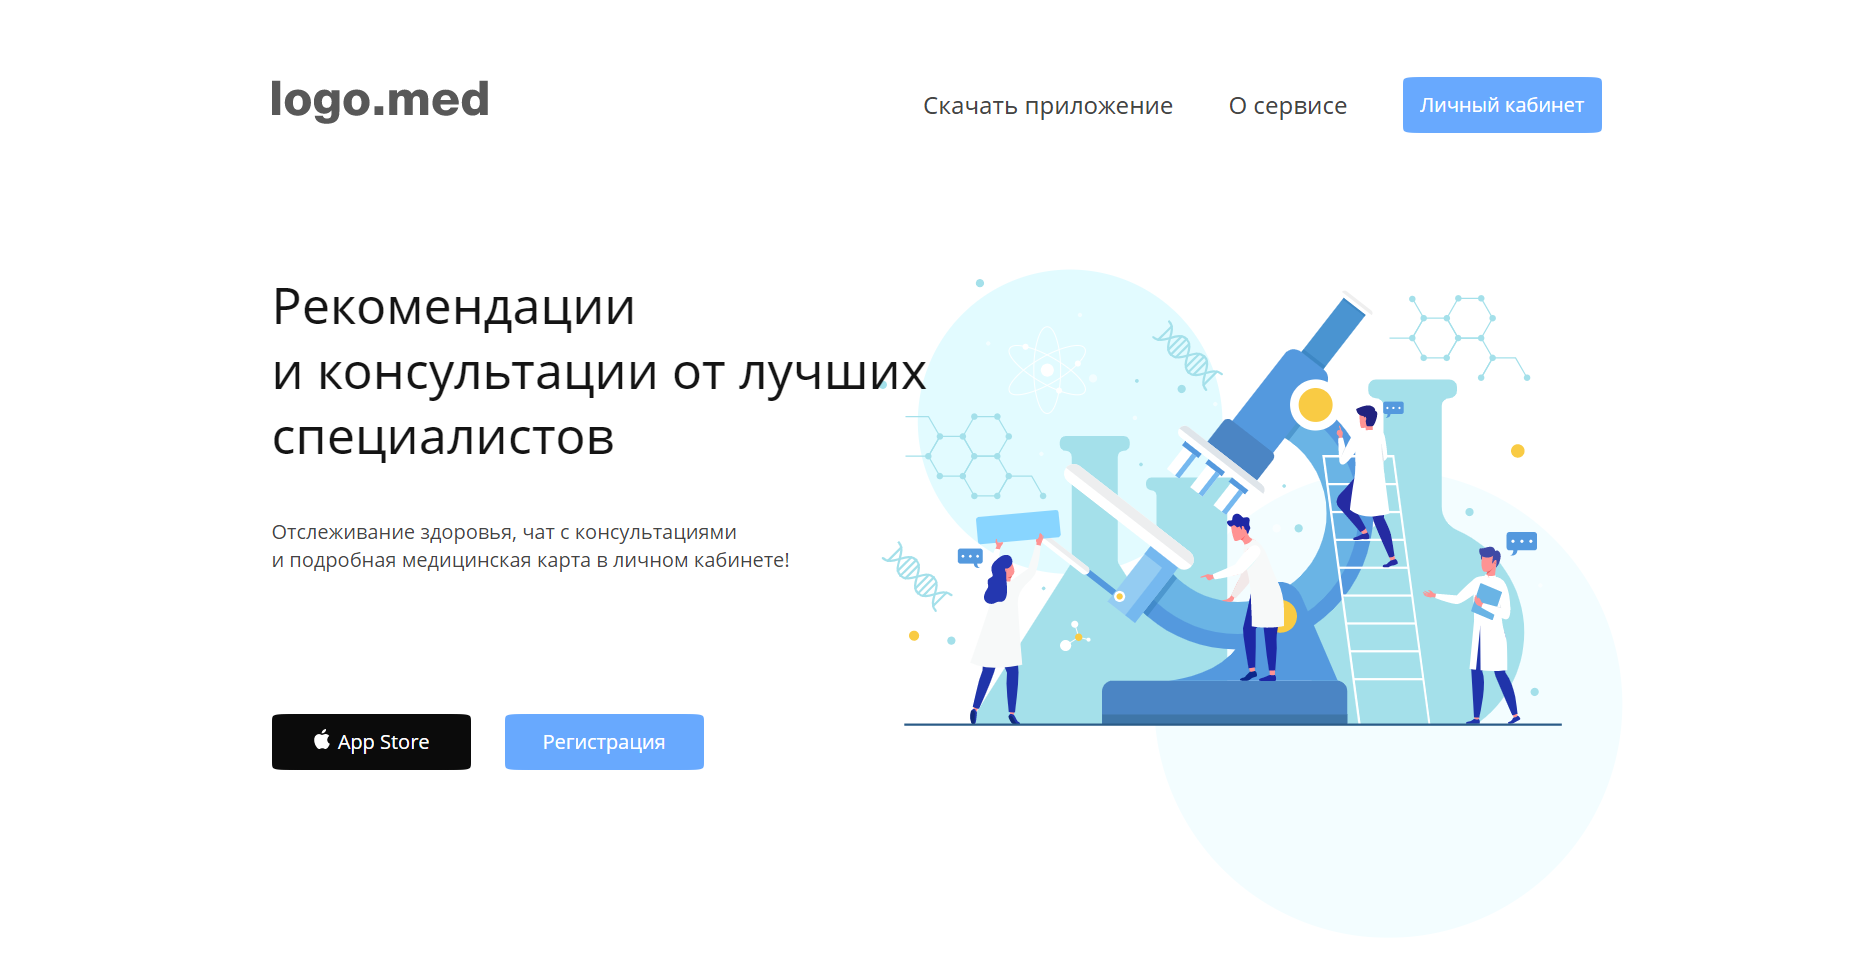 logo.med
Скачать приложение
О сервисе
Личный кабинет
Рекомендации
и консультации от лучших
специалистов
Отслеживание здоровья, чат с консультациями
и подробная медицинская карта в личном кабинете!
App Store
Регистрация